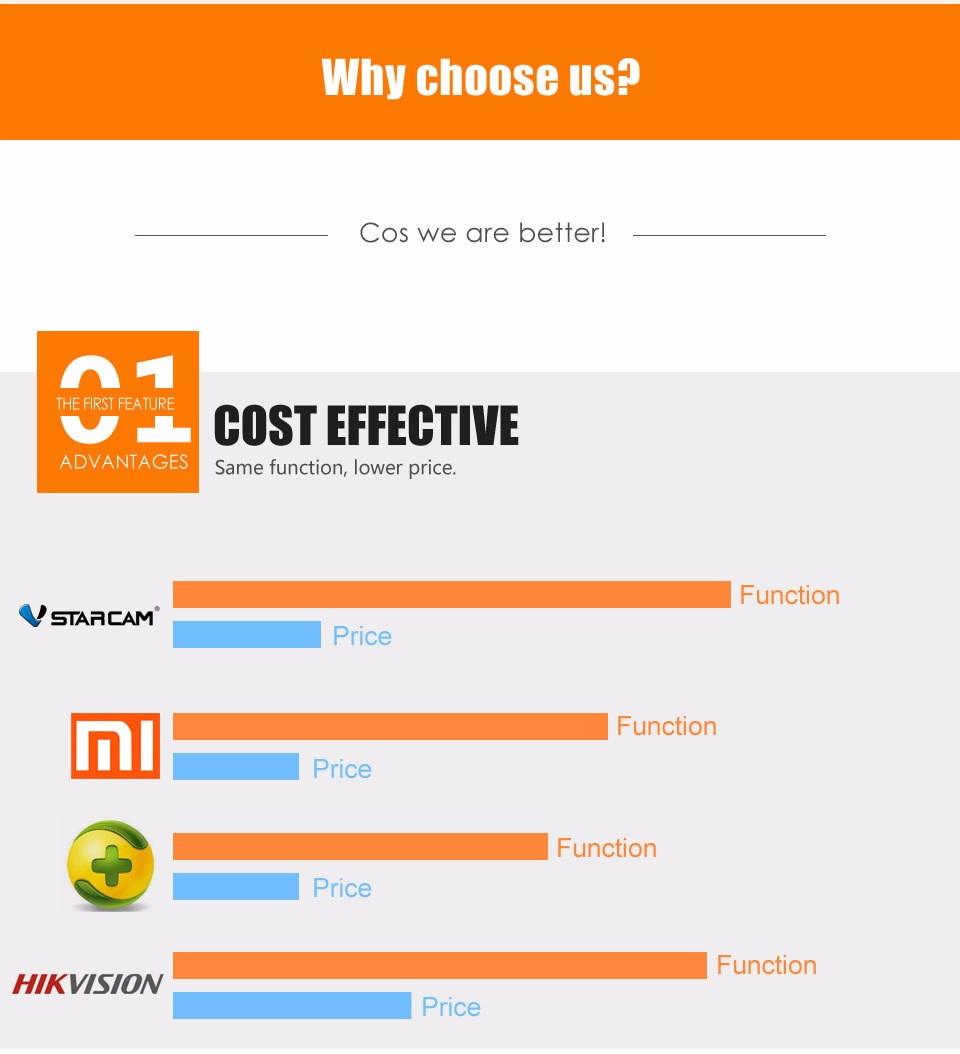 Why choose us?
Cos we are better!
01
THE FIRST FEATURE
ADVANTAGES
COST EFFECTIVE
Same function, lower price.
VSTARCAM®
Function
Price
MI
Function
Price
Function
Price
HIKVISION
Function
Price